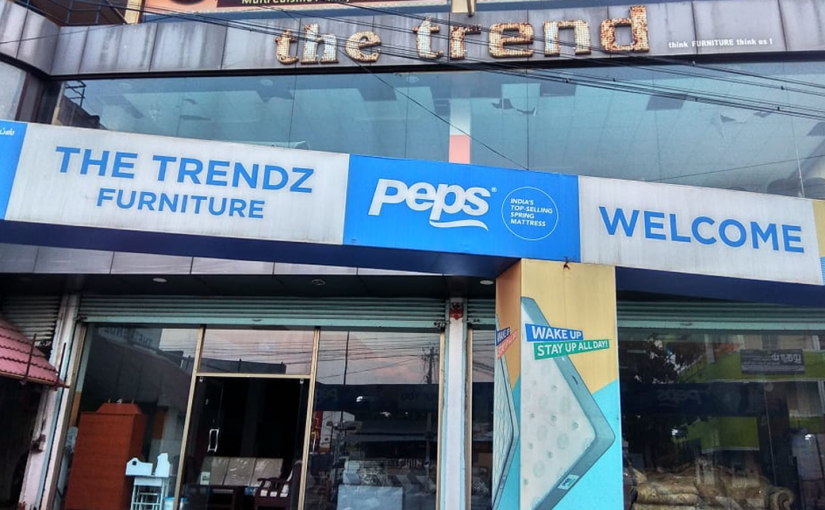 the trend
think FURNITURE think us !
THE TRENDZ
FURNITURE
Peps®
INDIA'S
TOP-SELLING
SPRING
MATTRESS
WELCOME
WAKE UP
STAY UP ALL DAY!